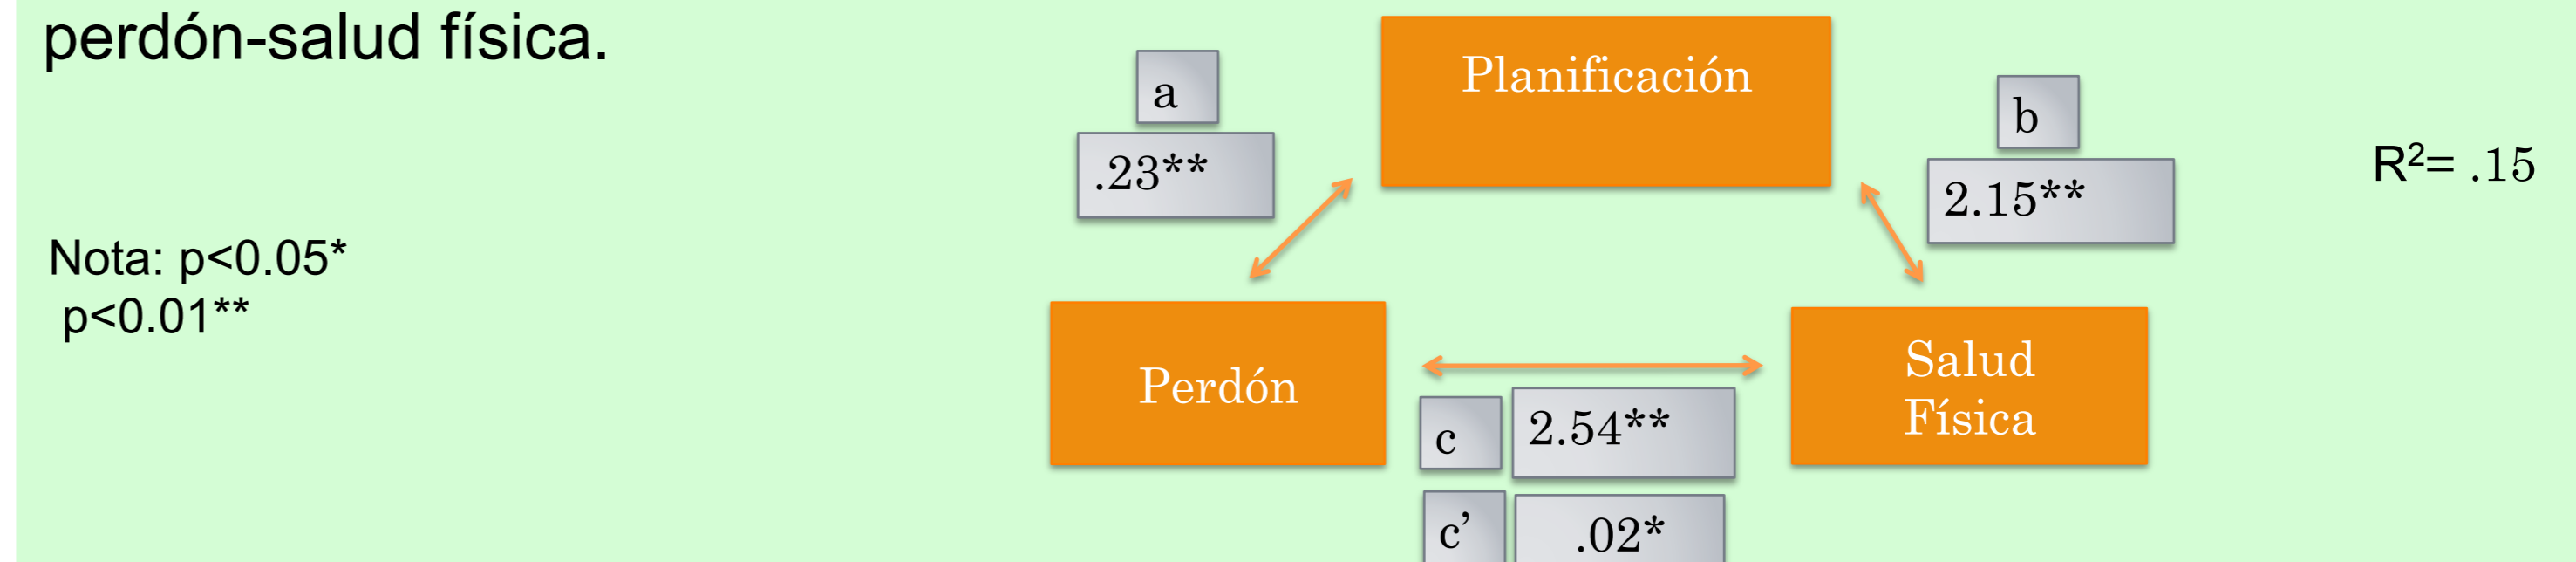 perdón-salud física.
Planificación
a
.23**
b
2.15**
R²= .15
Nota: p<0.05*
p<0.01**
Perdón
Salud
Física
c
2.54**
c’
.02*